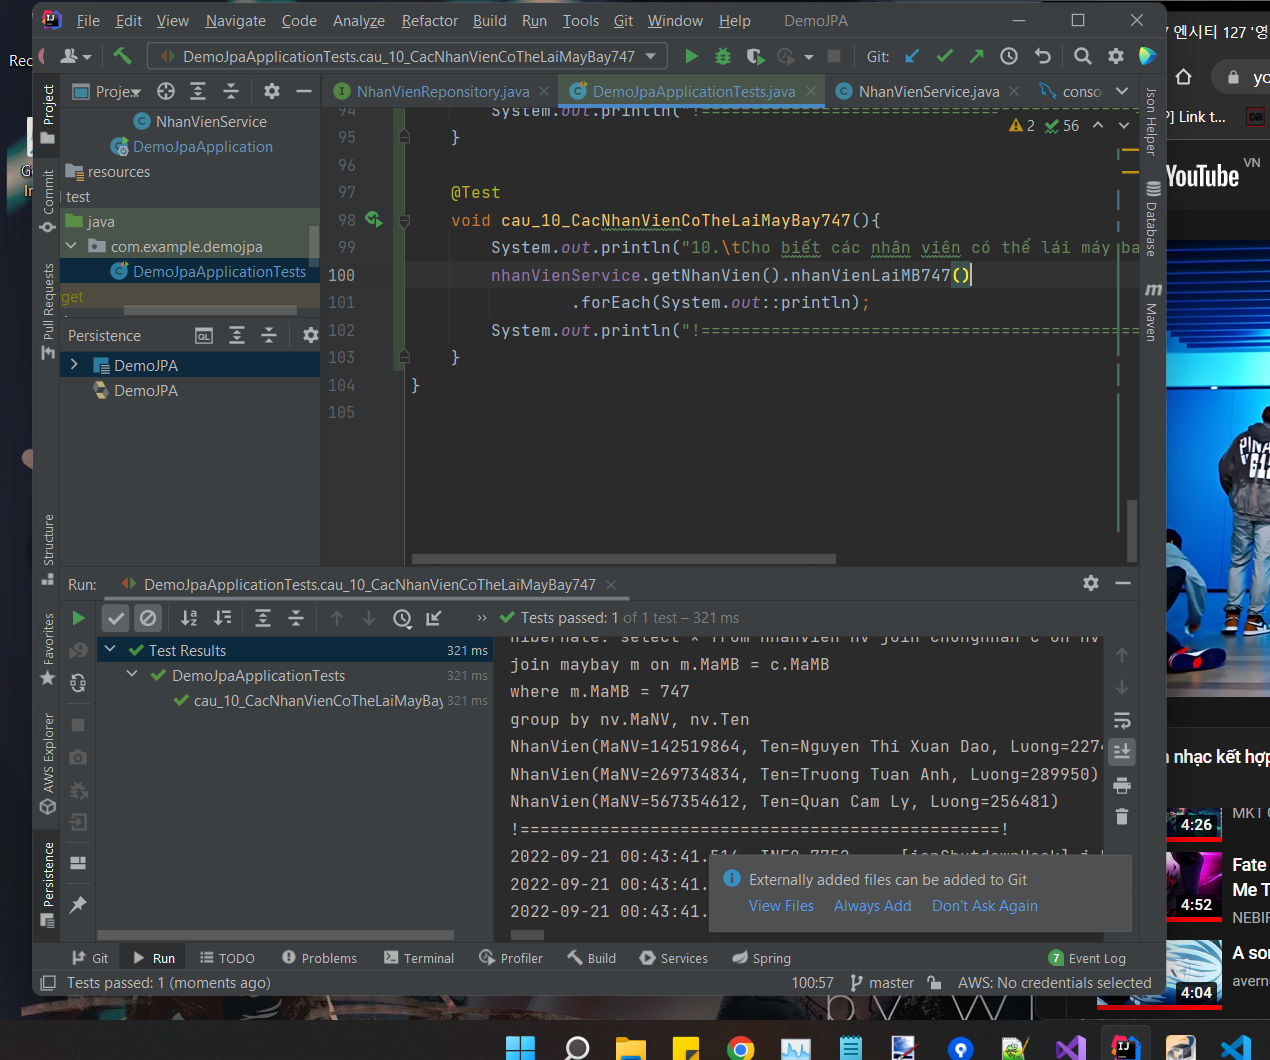 File Edit View Navigate Code Analyze Refactor Build Run Tools Git Window Help DemoJPA
DemoJpaApplicationTests.cau_10_CacNhanVienCoTheLaiMayBay747
Git:
Proje...
NhanVienReponsitory.java
DemoJpaApplicationTests.java
NhanVienService.java
Project
Commit
Pull Requests
Structure
Favorites
AWS Explorer
Persistence
NhanVienService
DemoJpaApplication
resources
test
java
com.example.demojpa
DemoJpaApplicationTests
Persistence
DemoJPA
DemoJPA
2 56
94 System.out.println("!==============================
95 }
96
97 @Test
98 void cau_10_CacNhanVienCoTheLaiMayBay747(){
99 System.out.println("10.\tCho biết các nhân viên có thể lái máy
100 nhanVienService.getNhanVien().nhanVienLaiMB747()
101 .forEach(System.out::println);
102 System.out.println("!============================================
103 }
104 }
105
Json Helper
Database
Maven
Run: DemoJpaApplicationTests.cau_10_CacNhanVienCoTheLaiMayBay747
Tests passed: 1 of 1 test – 321 ms
Test Results 321 ms
DemoJpaApplicationTests 321 ms
cau_10_CacNhanVienCoTheLaiMayBay 321 ms
Hibernate: select * from nhanvien nv join chungnhan c on nv
join maybay m on m.MaMB = c.MaMB
where m.MaMB = 747
group by nv.MaNV, nv.Ten
NhanVien(MaNV=142519864, Ten=Nguyen Thi Xuan Dao, Luong=2274
NhanVien(MaNV=269734834, Ten=Truong Tuan Anh, Luong=289950)
NhanVien(MaNV=567354612, Ten=Quan Cam Ly, Luong=256481)
!===============================================!
2022-09-21 00:43:41.514 INFO 7752
2022-09-21 00:43:41.
2022-09-21 00:43:41.
Externally added files can be added to Git
View Files Always Add Don't Ask Again
Git Run TODO Problems Terminal Profiler Build Services Spring 7 Event Log
Tests passed: 1 (moments ago) 100:57 master AWS: No credentials selected
엔시티 127 '영
yo
Link t...
YouTube VN
nhạc kết hợp
4:26
4:52
Fate
Me T
NEBIF
A so
avern
4:04